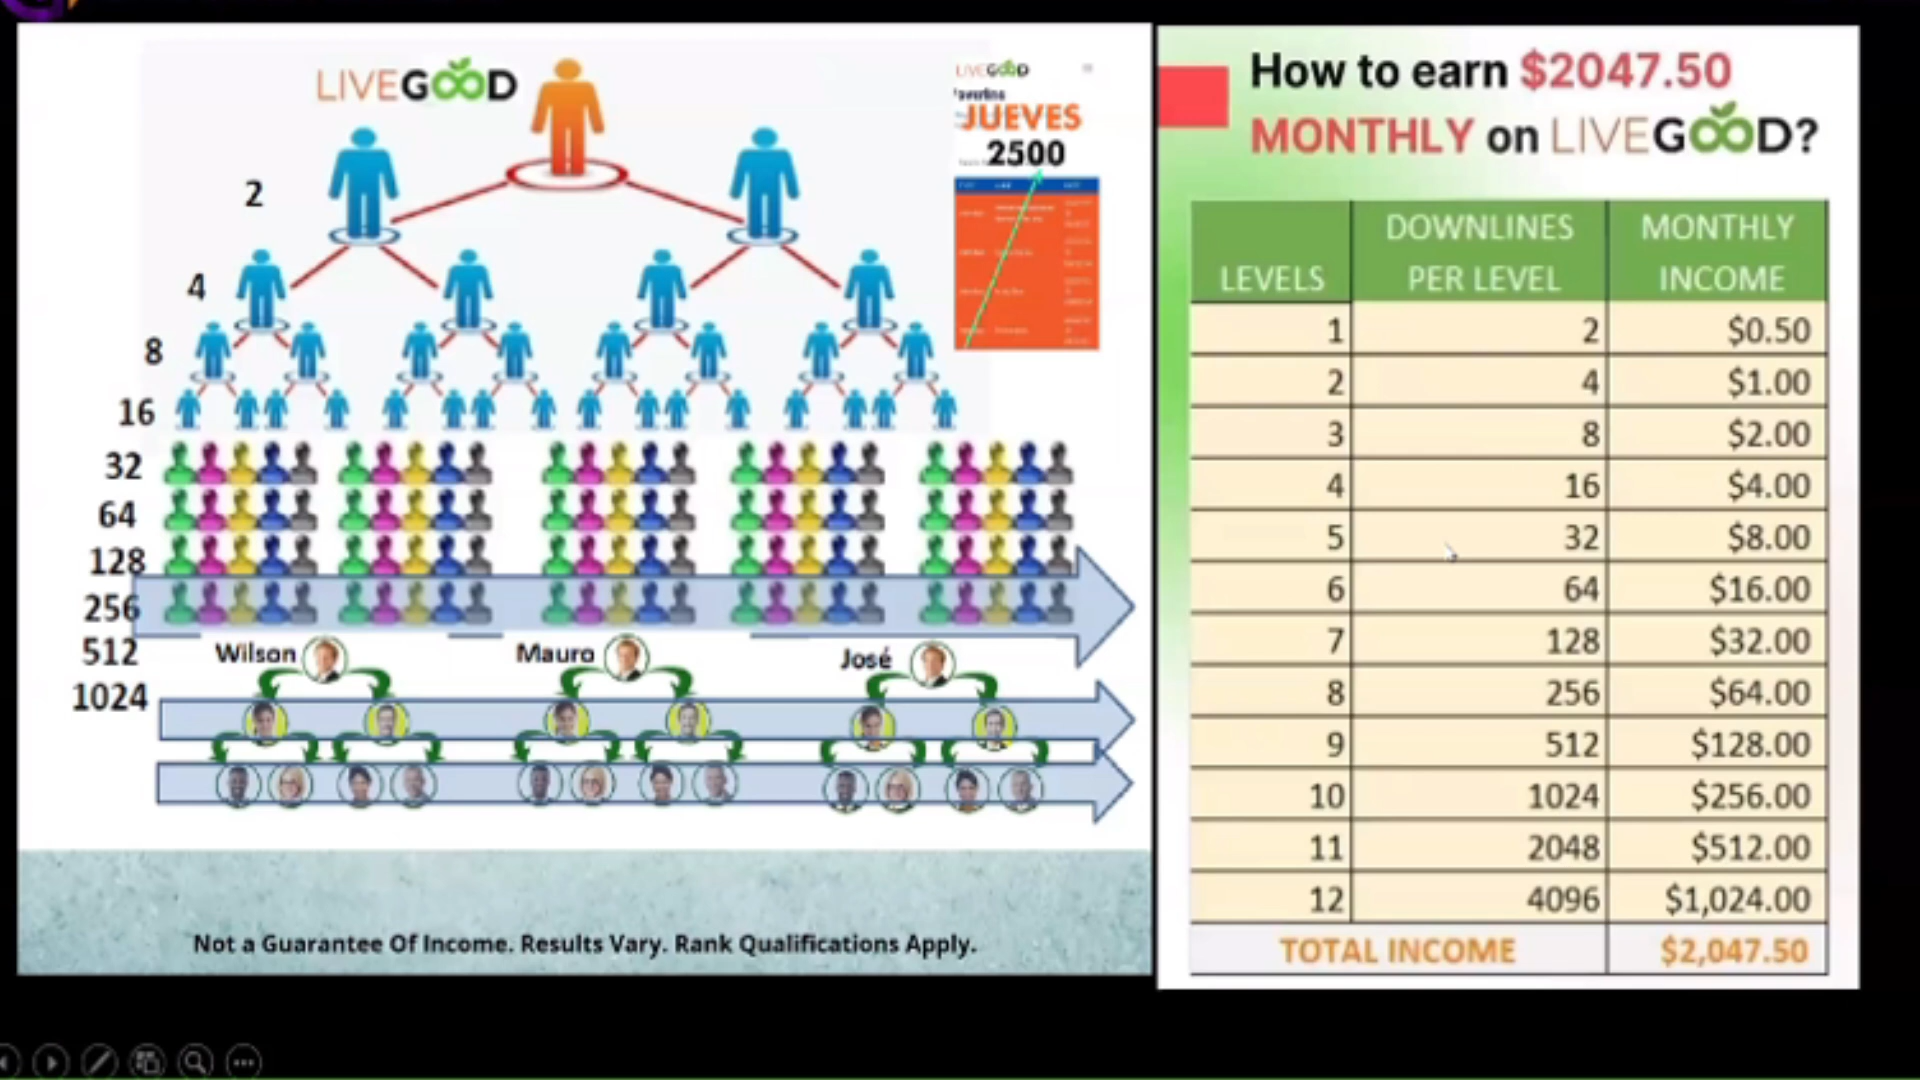 LIVEGOOD
2
4
8
16
32
64
128
256
512
1024
LIVEGOOD
JUEVES
2500
Wilson
Mauro
José
Not a Guarantee Of Income. Results Vary. Rank Qualifications Apply.
How to earn $2047.50
MONTHLY on LIVEGOOD?
LEVELS DOWNLINES PER LEVEL MONTHLY INCOME
1 2 $0.50
2 4 $1.00
3 8 $2.00
4 16 $4.00
5 32 $8.00
6 64 $16.00
7 128 $32.00
8 256 $64.00
9 512 $128.00
10 1024 $256.00
11 2048 $512.00
12 4096 $1,024.00
TOTAL INCOME $2,047.50